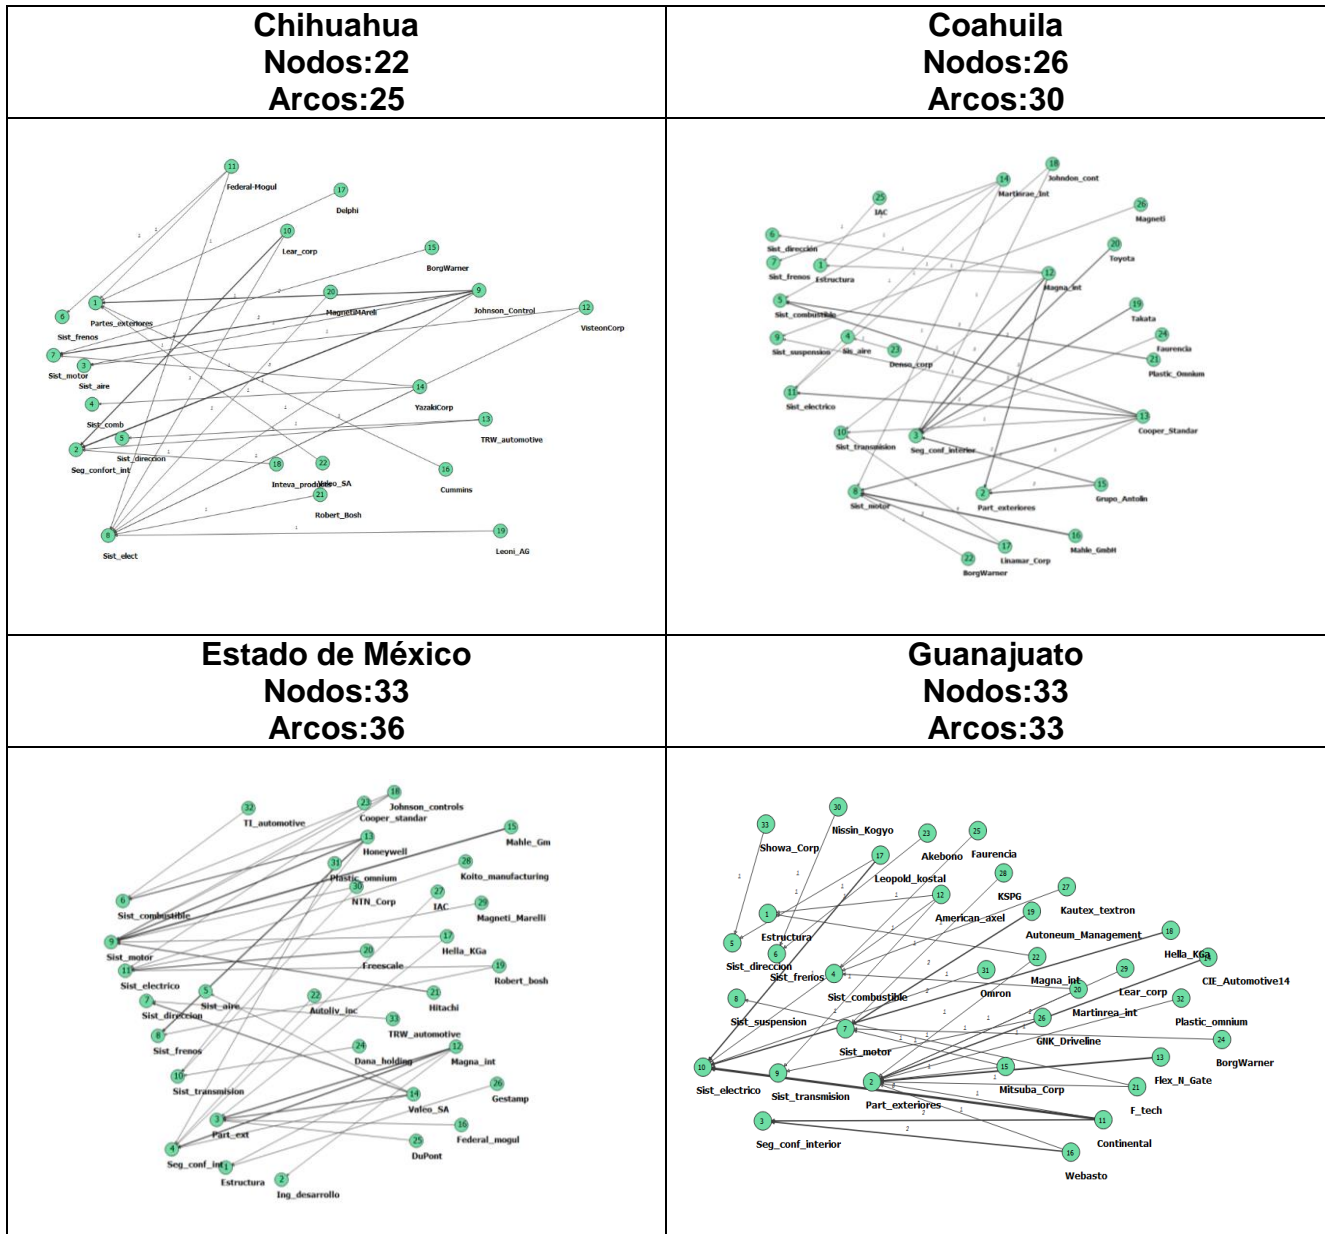 Chihuahua
Nodos:22
Arcos:25
Coahuila
Nodos:26
Arcos:30
11
Federal-Mogul
17
Delphi
10
Lear_corp
15
BorgWarner
20
MagnetiMAreli
9
Johnson_Control
12
VisteonCorp
1
Partes_exteriores
6
Sist_frenos
7
Sist_motor
3
Sist_aire
14
YazakiCorp
4
Sist_comb
13
TRW_automotive
5
Sist_direccion
2
Seg_confort_int
18
Inteva_products
22
Valeo_SA
16
Cummins
21
Robert_Bosh
8
Sist_elect
19
Leoni_AG
18
Johndon_cont
14
Martinrae_Int
25
IAC
26
Magneti
6
Sist_dirección
20
Toyota
7
Sist_frenos
1
Estructura
12
Magna_int
5
Sist_combustible
19
Takata
9
Sist_suspension
4
Sis_aire
23
Denso_corp
24
Faurencia
21
Plastic_Omnium
11
Sist_electrico
13
Cooper_Standar
10
Sist_transmision
3
Seg_conf_interior
8
Sist_motor
2
Part_exteriores
15
Grupo_Antolin
16
Mahle_GmbH
17
Linamar_Corp
22
BorgWarner
Estado de México
Nodos:33
Arcos:36
Guanajuato
Nodos:33
Arcos:33
32
TI_automotive
23
Cooper_standar
18
Johnson_controls
13
Honeywell
15
Mahle_Gm
31
Plastic_omnium
28
Koito_manufacturing
30
NTN_Corp
27
IAC
29
Magneti_Marelli
6
Sist_combustible
9
Sist_motor
17
Hella_KGa
20
Freescale
11
Sist_electrico
19
Robert_bosh
7
Sist_direccion
5
Sist_aire
22
Autoliv_inc
21
Hitachi
8
Sist_frenos
33
TRW_automotive
24
Dana_holding
12
Magna_int
10
Sist_transmision
26
Gestamp
14
Valeo_SA
3
Part_ext
16
Federal_mogul
4
Seg_conf_int
25
DuPont
1
Estructura
2
Ing_desarrollo
30
Nissin_Kogyo
33
Showa_Corp
23
Akebono
25
Faurencia
17
Leopold_kostal
28
KSPG
12
American_axel
27
Kautex_textron
1
Estructura
19
Autoneum_Management
5
Sist_direccion
6
Sist_frenos
18
Hella_KGa
22
Magna_int
14
CIE_Automotive14
4
Sist_combustible
31
Omron
29
Lear_corp
20
Martinrea_int
8
Sist_suspension
32
Plastic_omnium
7
Sist_motor
26
GNK_Driveline
24
BorgWarner
10
Sist_electrico
9
Sist_transmision
2
Part_exteriores
15
Mitsuba_Corp
13
Flex_N_Gate
21
F_tech
3
Seg_conf_interior
11
Continental
16
Webasto